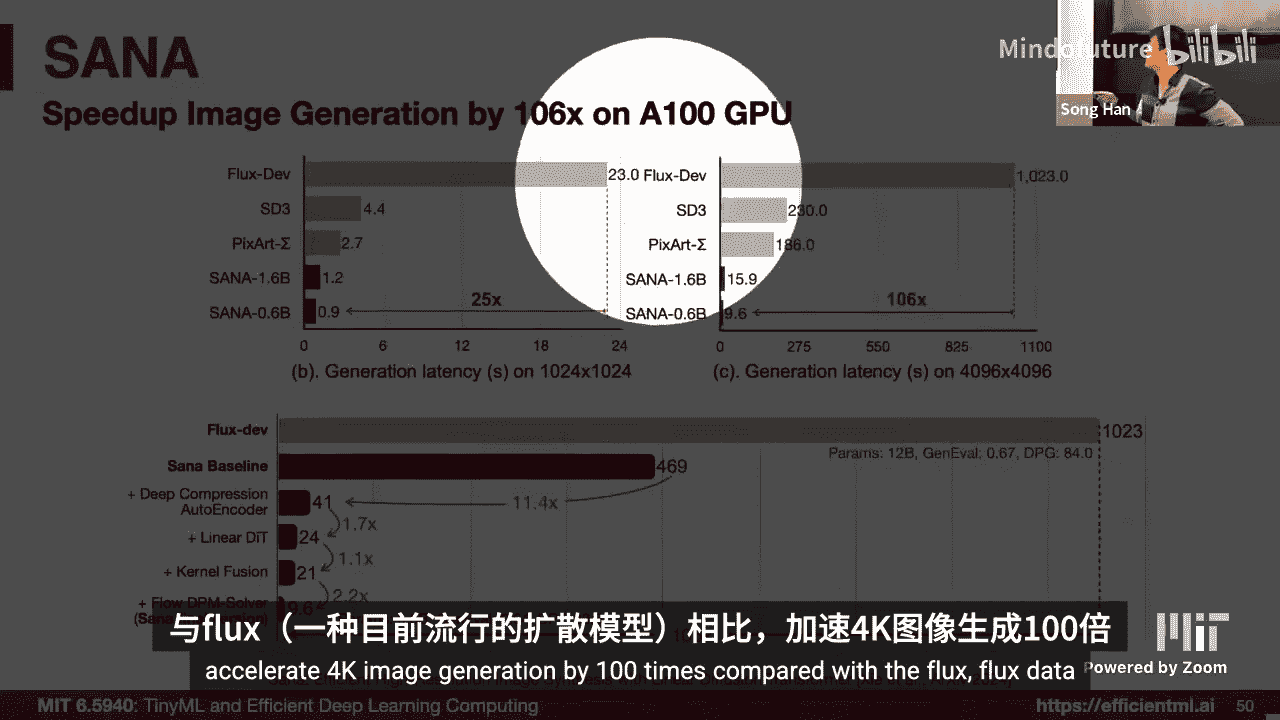 SANA
Speedup Image Generation by 106x on A100 GPU
Mindofuture bilibili
Song Han
Flux-Dev 23.0
SD3 4.4
PixArt-Σ 2.7
SANA-1.6B 1.2
SANA-0.6B 0.9
25x
0 6 12 18 24
(b). Generation latency (s) on 1024x1024
Flux-Dev 1,023.0
SD3 230.0
PixArt-Σ 186.0
SANA-1.6B 15.9
SANA-0.6B 9.6
106x
0 275 550 825 1100
(c). Generation latency (s) on 4096x4096
Flux-dev 1023
Params: 12B, GenEval: 0.67, DPG: 84.0
Sana Baseline 469
11.4x
+ Deep Compression
AutoEncoder 41
1.7x
+ Linear DiT 24
1.1x
+ Kernel Fusion 21
2.2x
+ Flow DPM-Solver 9.6
与flux（一种目前流行的扩散模型）相比，加速4K图像生成100倍
accelerate 4K image generation by 100 times compared with the flux, flux data
MIT
Powered by Zoom
MIT 6.5940: TinyML and Efficient Deep Learning Computing
https://efficientml.ai 50